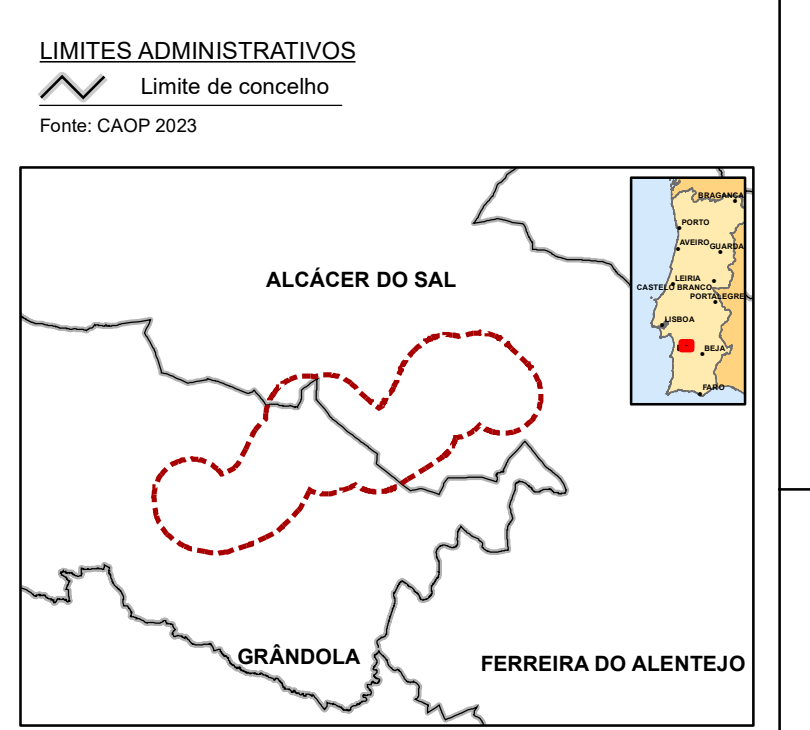 LIMITES ADMINISTRATIVOS
Limite de concelho
Fonte: CAOP 2023
BRAGANÇA
PORTO
AVEIRO
GUARDA
LEIRIA
CASTELO BRANCO
PORTALEGRE
LISBOA
BEJA
FARO
ALCÁCER DO SAL
GRÂNDOLA
FERREIRA DO ALENTEJO